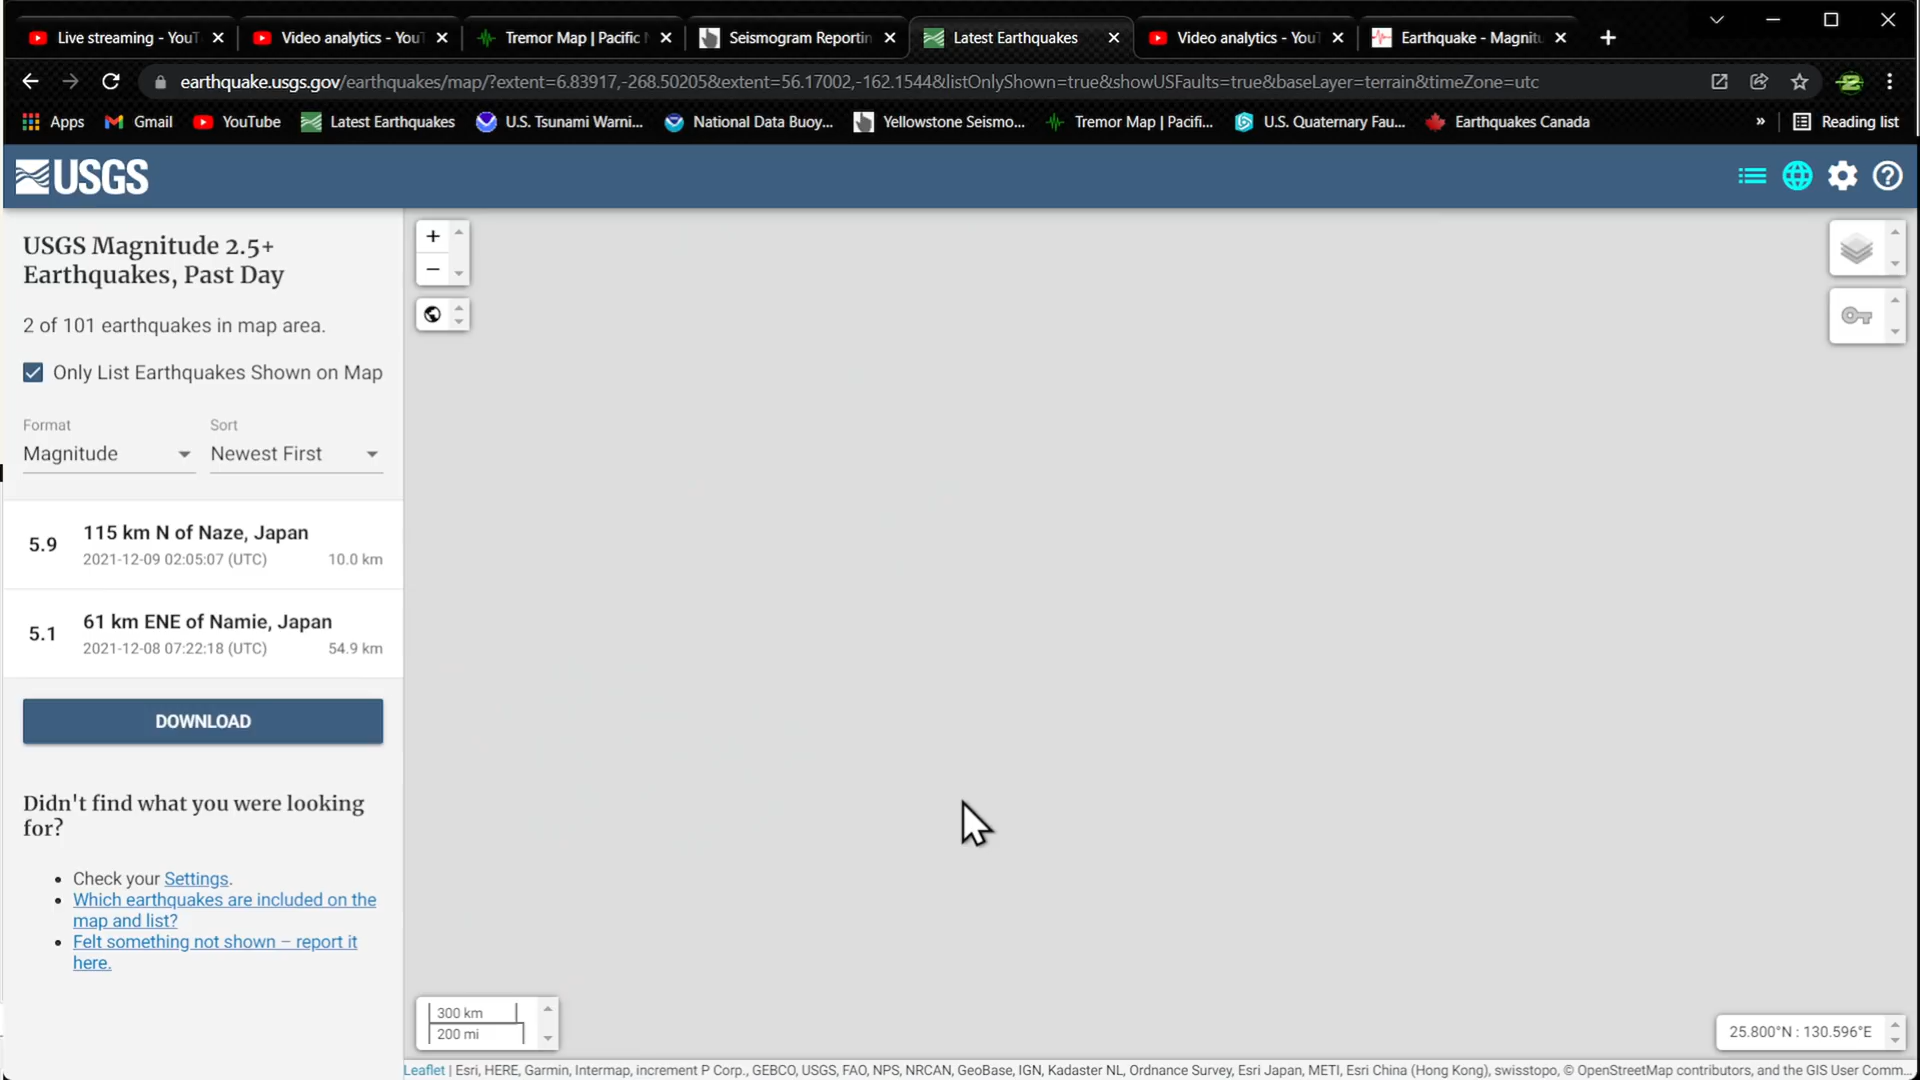 Live streaming - YouT
Video analytics - YouT
Tremor Map | Pacific N
Seismogram Reportin
Latest Earthquakes
Video analytics - YouT
Earthquake - Magnitu
earthquake.usgs.gov/earthquakes/map/?extent=6.83917,-268.50205&extent=56.17002,-162.1544&listOnlyShown=true&showUSFaults=true&baseLayer=terrain&timeZone=utc
Apps
Gmail
YouTube
Latest Earthquakes
U.S. Tsunami Warni...
National Data Buoy...
Yellowstone Seismo...
Tremor Map | Pacifi...
U.S. Quaternary Fau...
Earthquakes Canada
»
Reading list
USGS
USGS Magnitude 2.5+
Earthquakes, Past Day
2 of 101 earthquakes in map area.
Only List Earthquakes Shown on Map
Format
Sort
Magnitude
Newest First
5.9
115 km N of Naze, Japan
2021-12-09 02:05:07 (UTC)
10.0 km
5.1
61 km ENE of Namie, Japan
2021-12-08 07:22:18 (UTC)
54.9 km
DOWNLOAD
Didn't find what you were looking
for?
Check your Settings.
Which earthquakes are included on the
map and list?
Felt something not shown – report it
here.
+
−
300 km
200 mi
25.800°N : 130.596°E
Leaflet | Esri, HERE, Garmin, Intermap, increment P Corp., GEBCO, USGS, FAO, NPS, NRCAN, GeoBase, IGN, Kadaster NL, Ordnance Survey, Esri Japan, METI, Esri China (Hong Kong), swisstopo, © OpenStreetMap contributors, and the GIS User Comm...